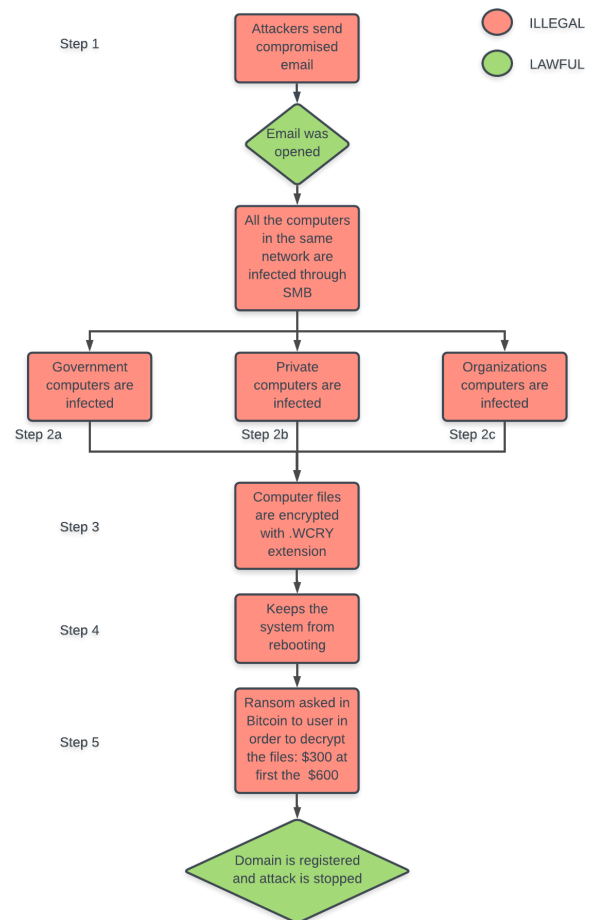 ILLEGAL
LAWFUL
Step 1
Attackers send
compromised
email
Email was
opened
All the computers
in the same
network are
infected through
SMB
Government
computers are
infected
Private
computers are
infected
Organizations
computers are
infected
Step 2a
Step 2b
Step 2c
Step 3
Computer files
are encrypted
with .WCRY
extension
Step 4
Keeps the
system from
rebooting
Step 5
Ransom asked in
Bitcoin to user in
order to decrypt
the files: $300 at
first the  $600
Domain is registered
and attack is stopped